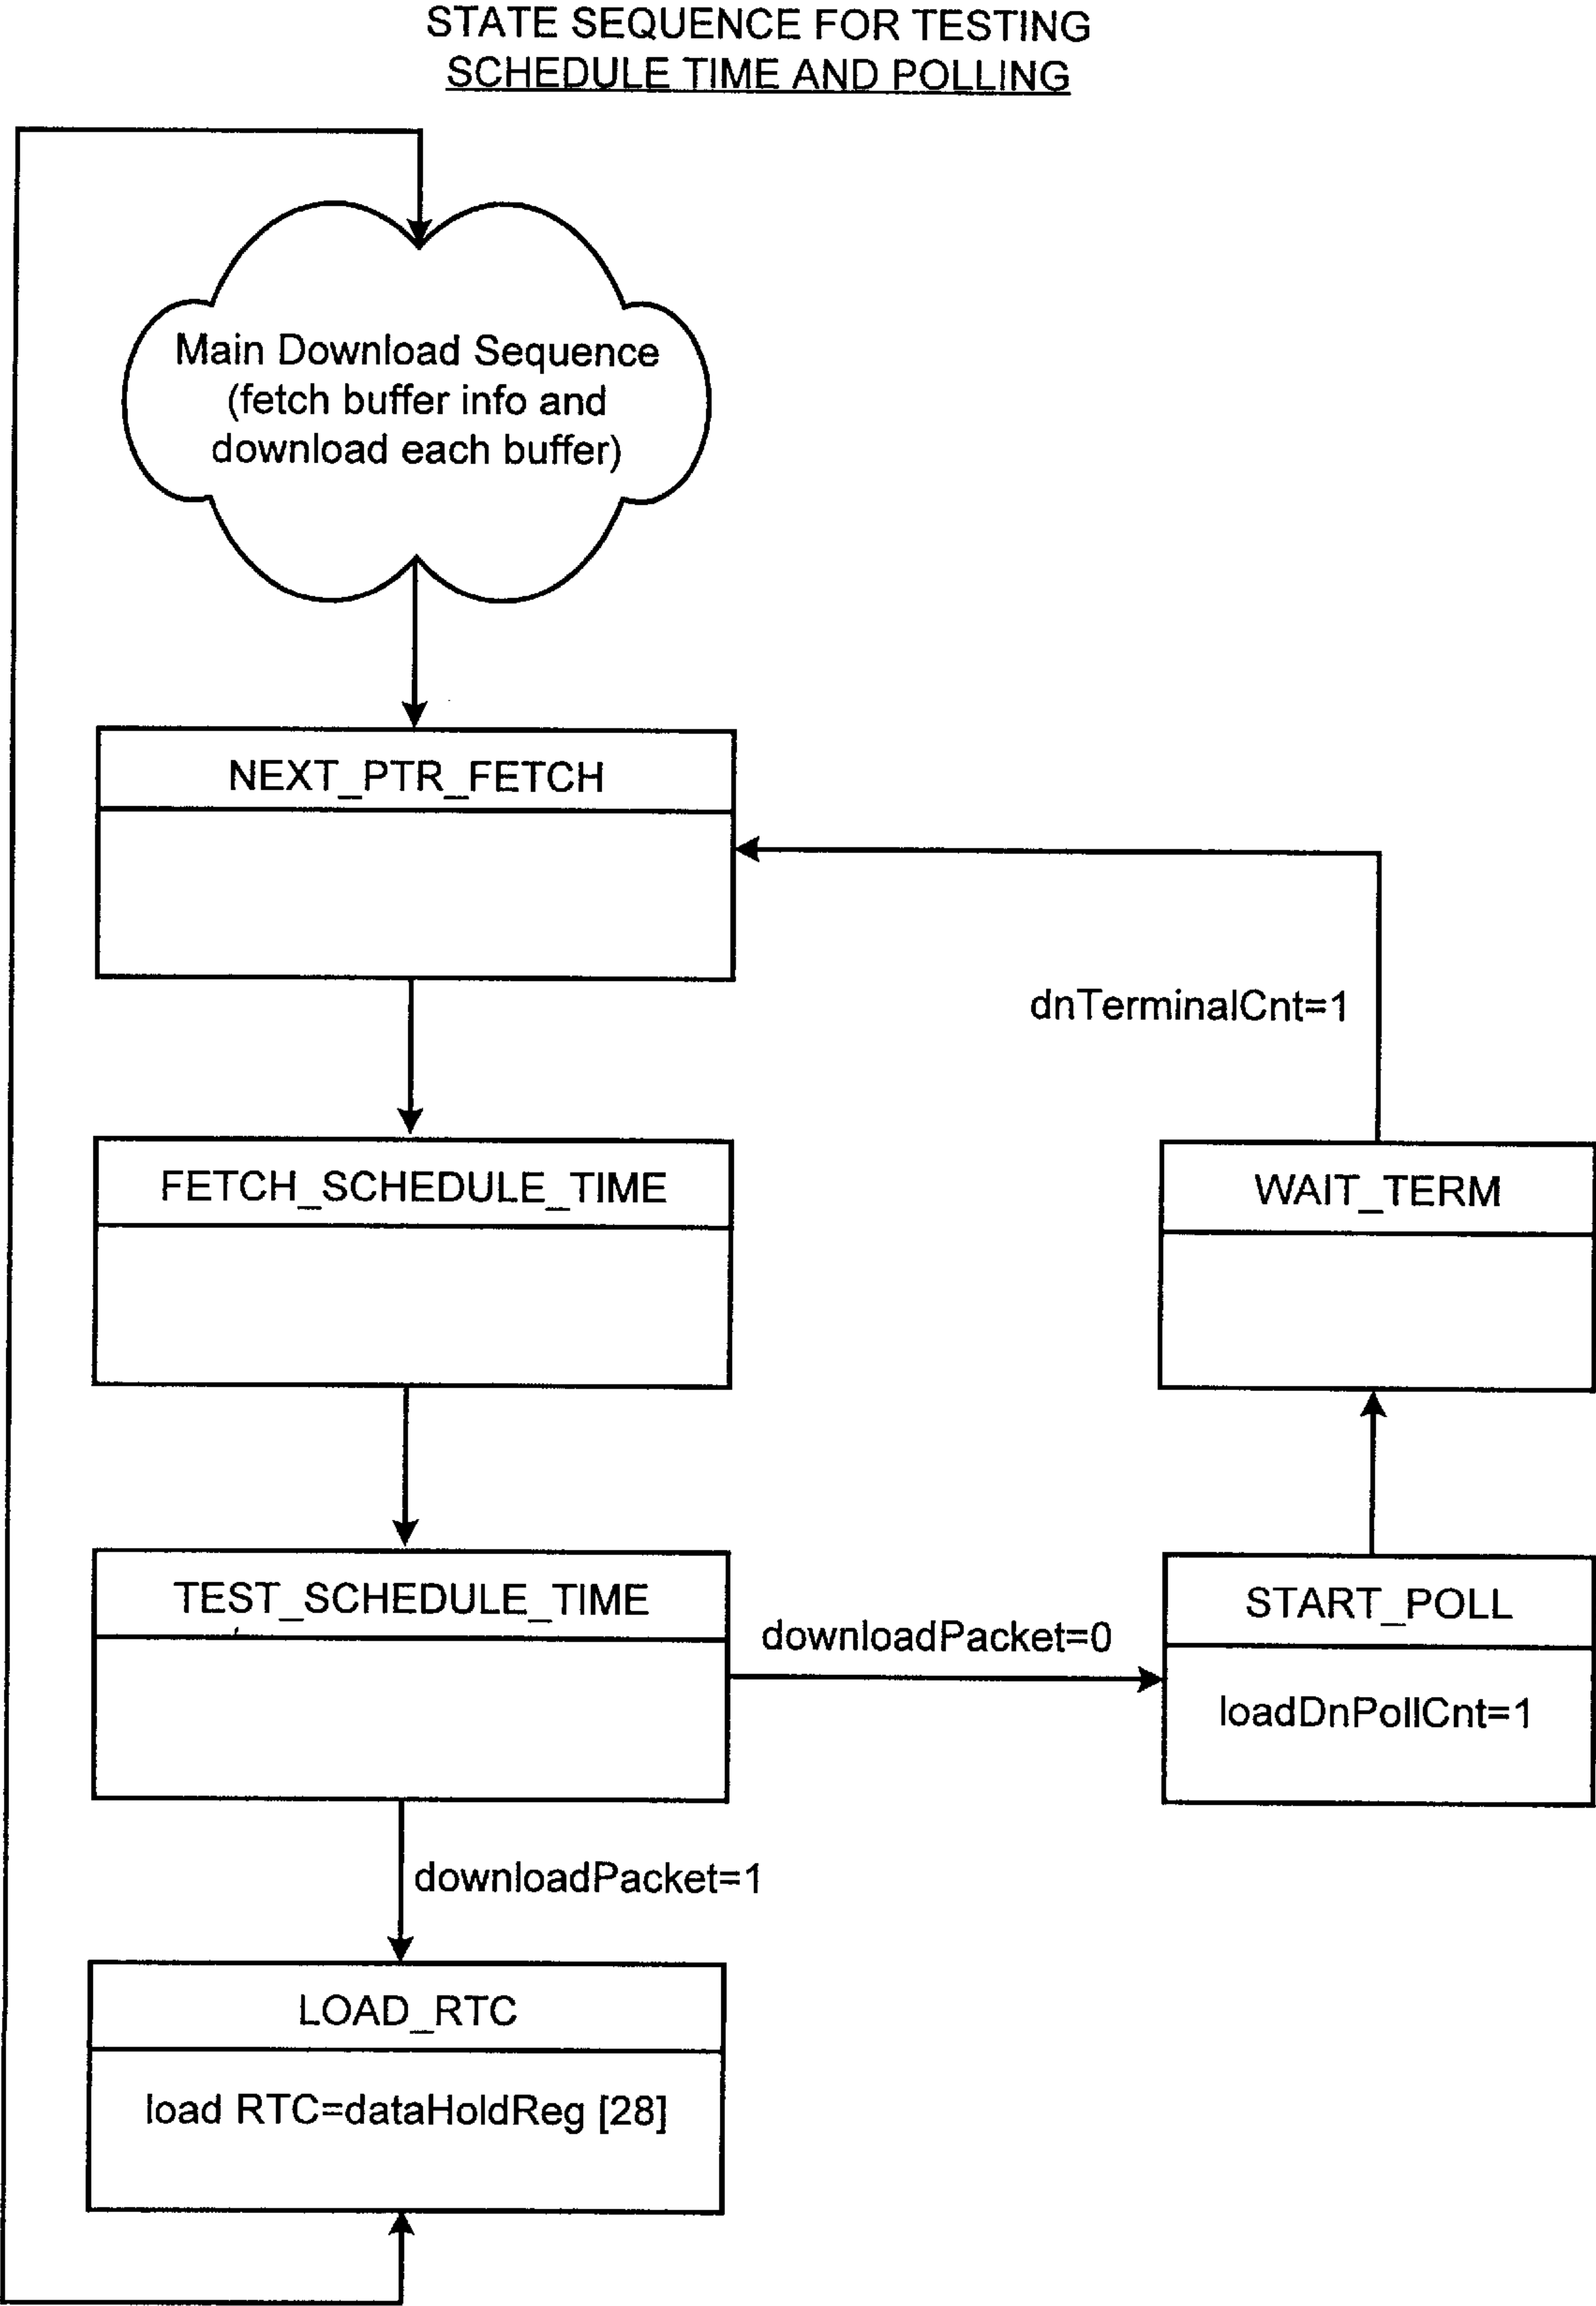 STATE SEQUENCE FOR TESTING
SCHEDULE TIME AND POLLING
Main Download Sequence
(fetch buffer info and
download each buffer)
NEXT_PTR_FETCH
dnTerminalCnt=1
FETCH_SCHEDULE_TIME
WAIT_TERM
TEST_SCHEDULE_TIME
downloadPacket=0
START_POLL
loadDnPollCnt=1
downloadPacket=1
LOAD_RTC
load RTC=dataHoldReg [28]